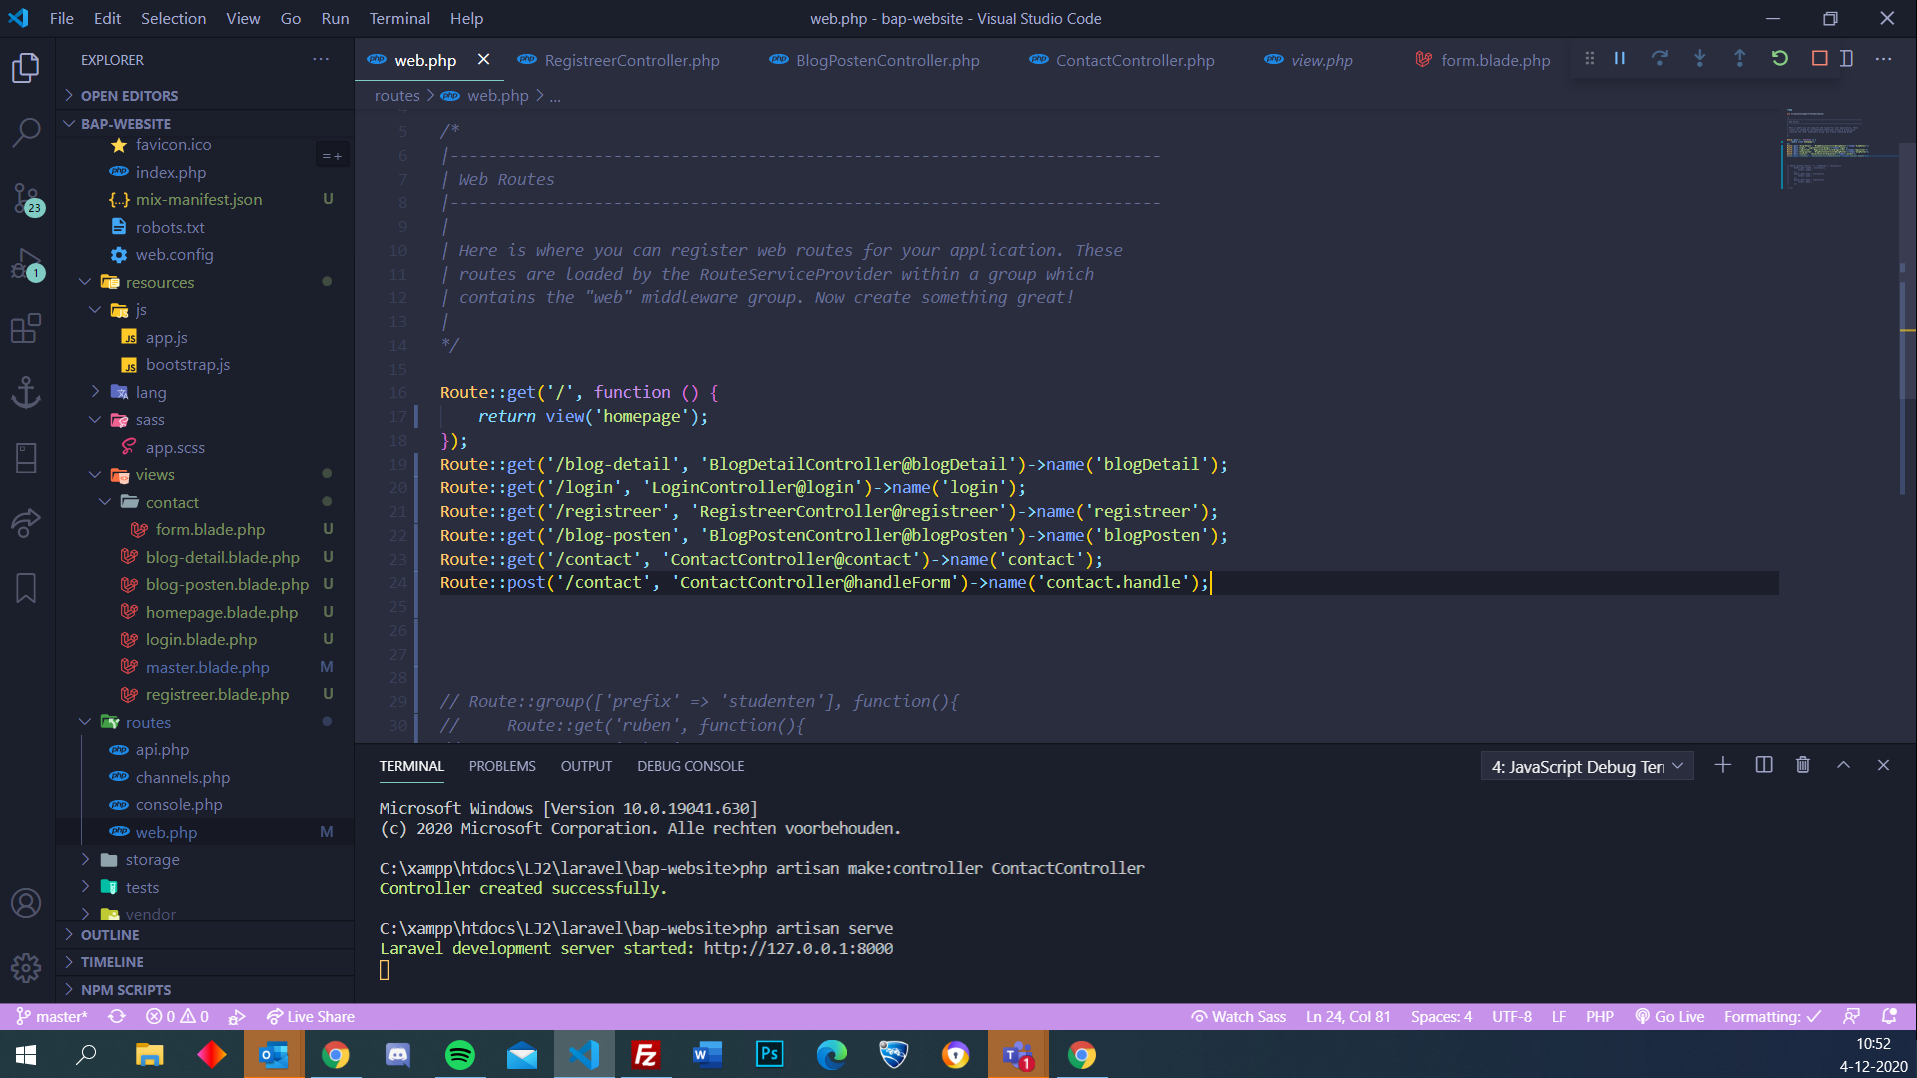 File Edit Selection View Go Run Terminal Help
web.php - bap-website - Visual Studio Code
EXPLORER
OPEN EDITORS
BAP-WEBSITE
favicon.ico
index.php
mix-manifest.json U
robots.txt
web.config
resources
js
app.js
bootstrap.js
lang
sass
app.scss
views
contact
form.blade.php U
blog-detail.blade.php U
blog-posten.blade.php U
homepage.blade.php U
login.blade.php U
master.blade.php M
registreer.blade.php U
routes
api.php
channels.php
console.php
web.php M
storage
tests
vendor
OUTLINE
TIMELINE
NPM SCRIPTS
23
1
web.php RegistreerController.php BlogPostenController.php ContactController.php view.php form.blade.php
routes > web.php > ...
4
5 /*
6 |--------------------------------------------------------------------------
7 | Web Routes
8 |--------------------------------------------------------------------------
9 |
10 | Here is where you can register web routes for your application. These
11 | routes are loaded by the RouteServiceProvider within a group which
12 | contains the "web" middleware group. Now create something great!
13 |
14 */
15
16 Route::get('/', function () {
17 return view('homepage');
18 });
19 Route::get('/blog-detail', 'BlogDetailController@blogDetail')->name('blogDetail');
20 Route::get('/login', 'LoginController@login')->name('login');
21 Route::get('/registreer', 'RegistreerController@registreer')->name('registreer');
22 Route::get('/blog-posten', 'BlogPostenController@blogPosten')->name('blogPosten');
23 Route::get('/contact', 'ContactController@contact')->name('contact');
24 Route::post('/contact', 'ContactController@handleForm')->name('contact.handle');
25
26
27
28
29 // Route::group(['prefix' => 'studenten'], function(){
30 // Route::get('ruben', function(){
TERMINAL PROBLEMS OUTPUT DEBUG CONSOLE
4: JavaScript Debug Ter
Microsoft Windows [Version 10.0.19041.630]
(c) 2020 Microsoft Corporation. Alle rechten voorbehouden.
C:\xampp\htdocs\LJ2\laravel\bap-website>php artisan make:controller ContactController
Controller created successfully.
C:\xampp\htdocs\LJ2\laravel\bap-website>php artisan serve
Laravel development server started: http://127.0.0.1:8000
master* 0 0 Live Share
Watch Sass Ln 24, Col 81 Spaces: 4 UTF-8 LF PHP Go Live Formatting: ✓
10:52
4-12-2020